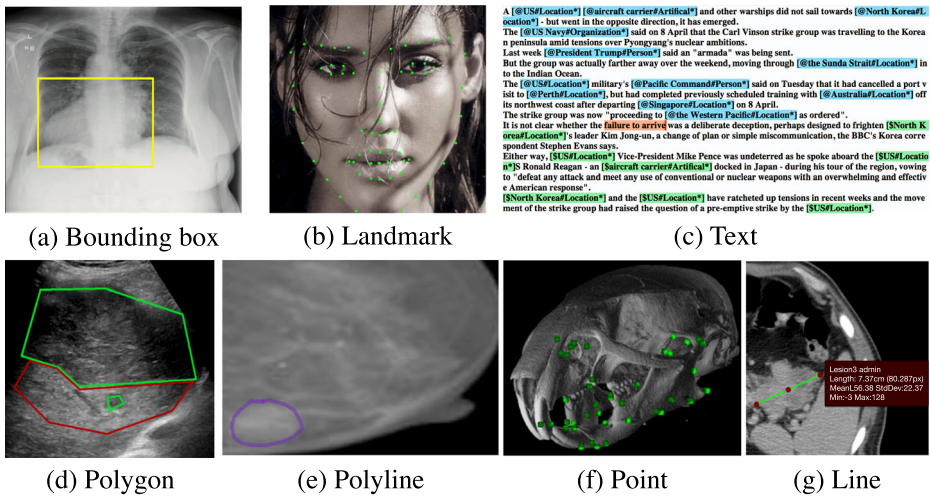 L
A [@US#Location*] [@aircraft carrier#Artifical*] and other warships did not sail towards [@North Korea#L
ocation*] - but went in the opposite direction, it has emerged.
The [@US Navy#Organization*] said on 8 April that the Carl Vinson strike group was travelling to the Korea
n peninsula amid tensions over Pyongyang's nuclear ambitions.
Last week [@President Trump#Person*] said an "armada" was being sent.
But the group was actually farther away over the weekend, moving through [@the Sunda Strait#Location*] in
to the Indian Ocean.
The [@US#Location*] military's [@Pacific Command#Person*] said on Tuesday that it had cancelled a port v
isit to [@Perth#Location*], but had completed previously scheduled training with [@Australia#Location*] off
its northwest coast after departing [@Singapore#Location*] on 8 April.
The strike group was now "proceeding to [@the Western Pacific#Location*] as ordered".
It is not clear whether the failure to arrive was a deliberate deception, perhaps designed to frighten [$North K
orea#Location*]'s leader Kim Jong-un, a change of plan or simple miscommunication, the BBC's Korea corre
spondent Stephen Evans says.
Either way, [$US#Location*] Vice-President Mike Pence was undeterred as he spoke aboard the [$US#Locatio
n*]S Ronald Reagan - an [$aircraft carrier#Artifical*] docked in Japan - during his tour of the region, vowing
to "defeat any attack and meet any use of conventional or nuclear weapons with an overwhelming and effectiv
e American response".
[$North Korea#Location*] and the [$US#Location*] have ratcheted up tensions in recent weeks and the move
ment of the strike group had raised the question of a pre-emptive strike by the [$US#Location*].
(a) Bounding box
(b) Landmark
(c) Text
Lesion3 admin
Length: 7.37cm (80.287px)
MeanL56.38 StdDev:22.37
Min:-3 Max:128
(d) Polygon
(e) Polyline
(f) Point
(g) Line